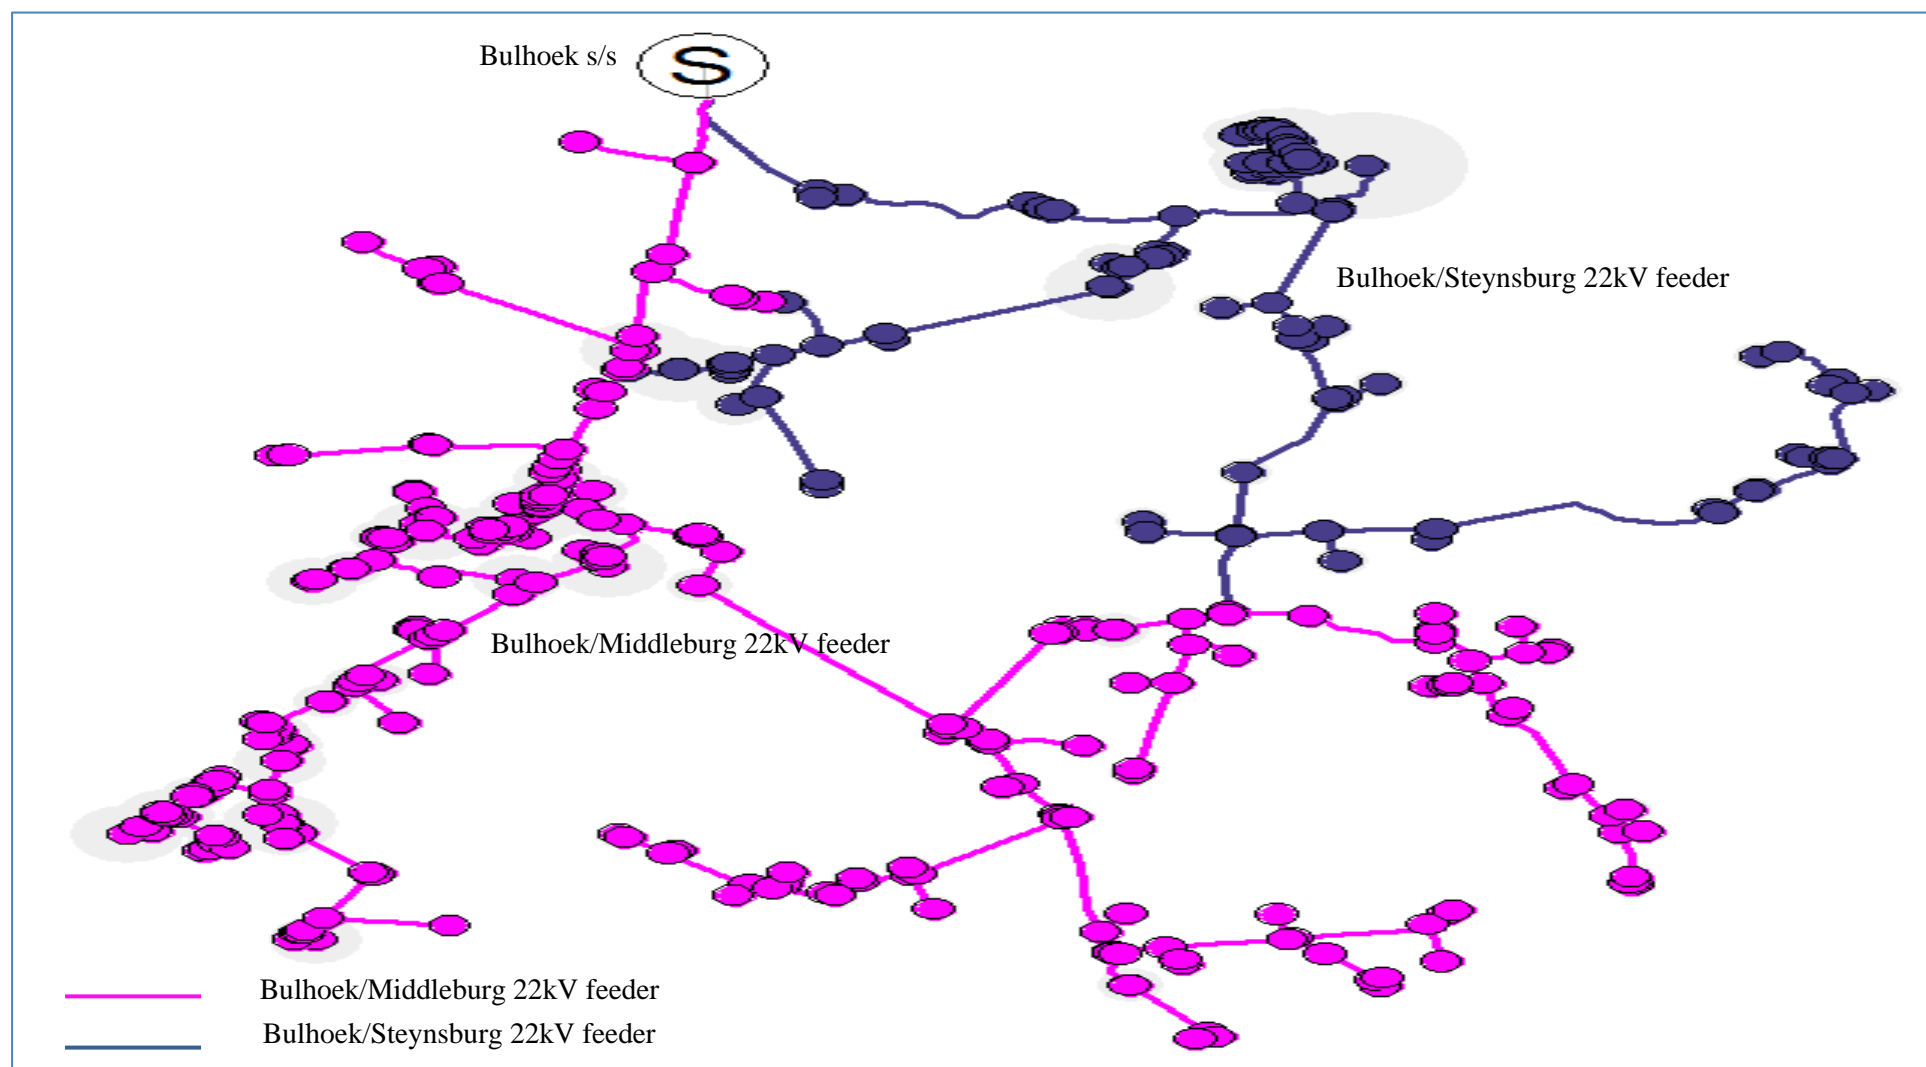 Bulhoek s/s
S
Bulhoek/Steynsburg 22kV feeder
Bulhoek/Middleburg 22kV feeder
Bulhoek/Middleburg 22kV feeder
Bulhoek/Steynsburg 22kV feeder